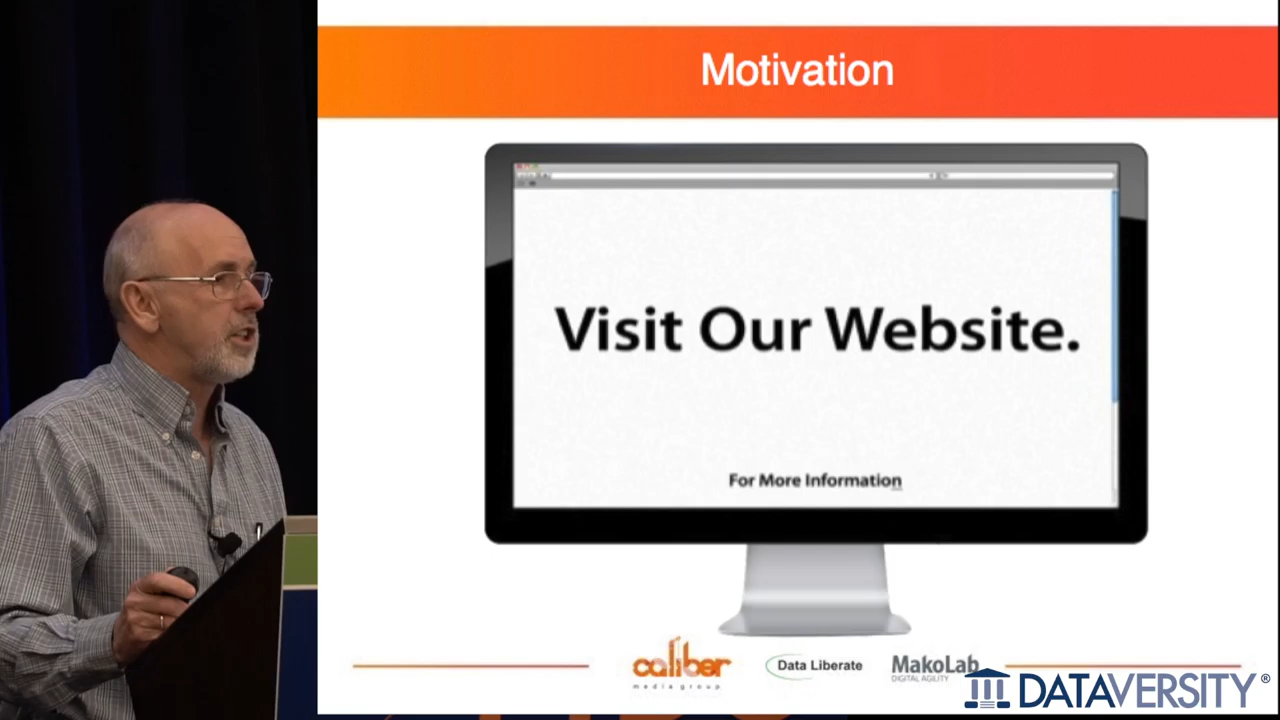 Motivation
Visit Our Website.
For More Information
caliber
media group
Data Liberate
MakoLab
DIGITAL AGILITY
DATAVERSITY®